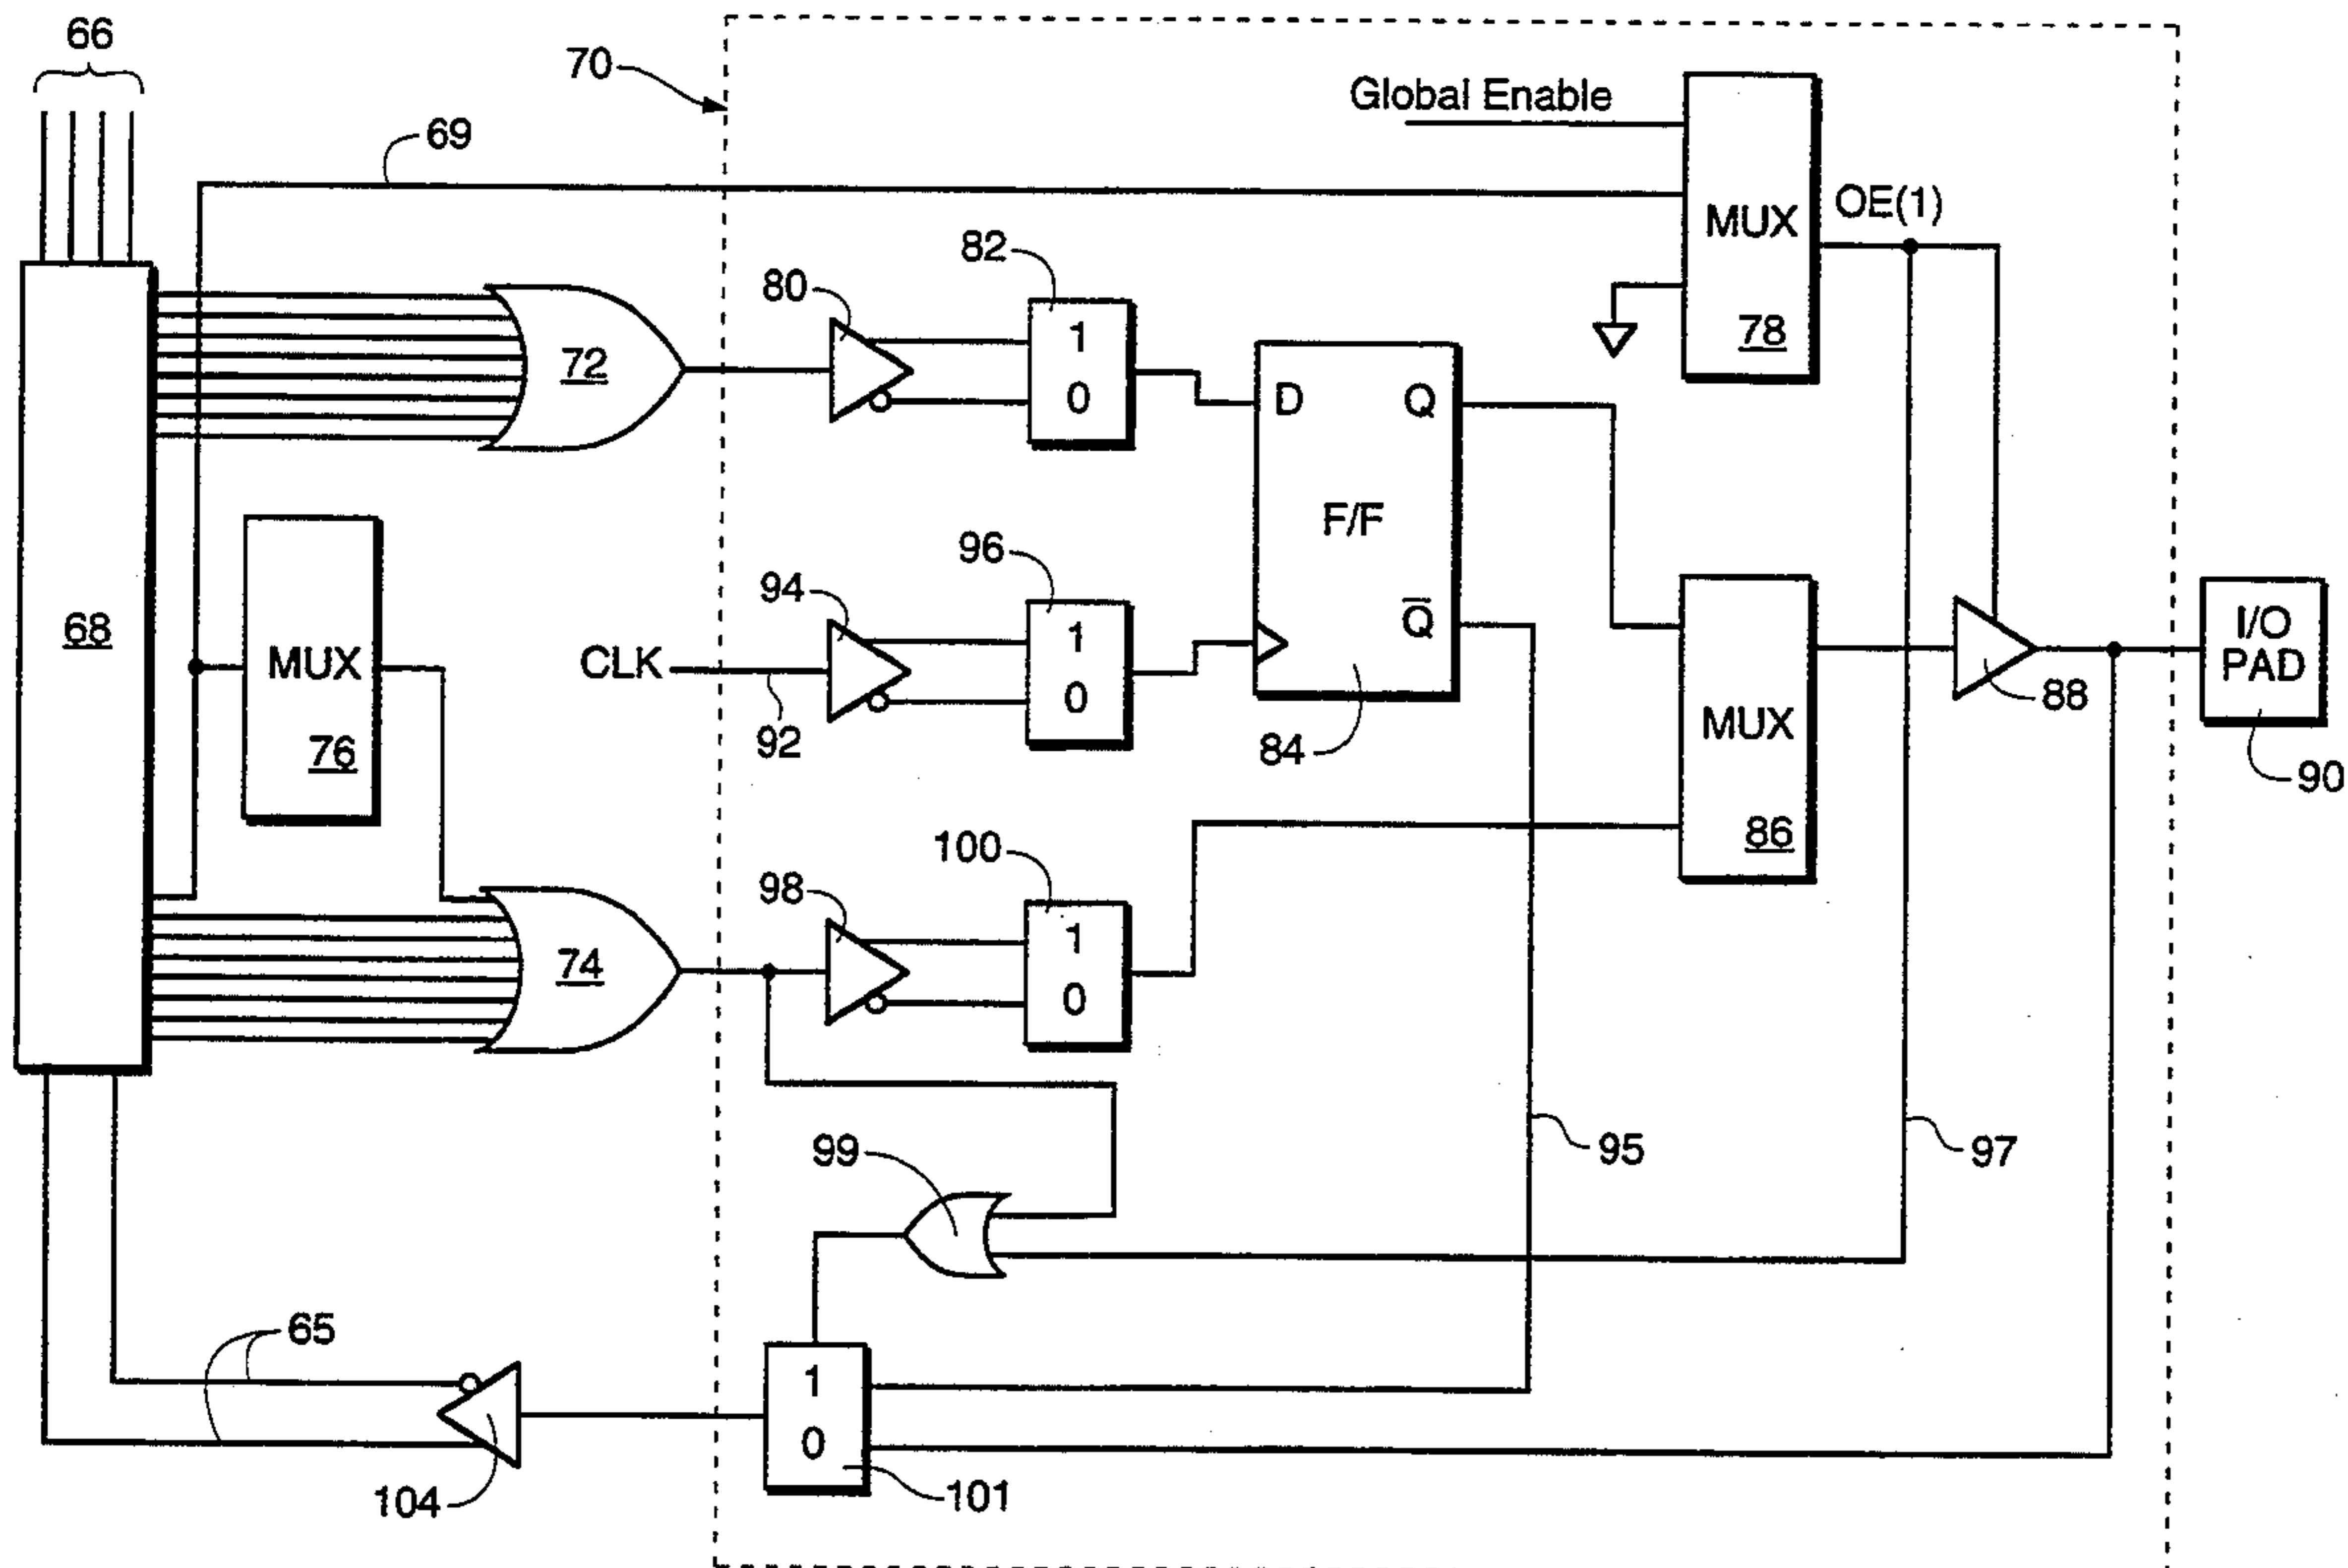 66
70
Global Enable
69
MUX
78
OE(1)
80
82
1
0
72
D
Q
F/F
Q̅
84
94
96
1
0
CLK
92
68
MUX
76
MUX
86
88
I/O
PAD
90
98
100
1
0
74
99
95
97
65
104
1
0
101